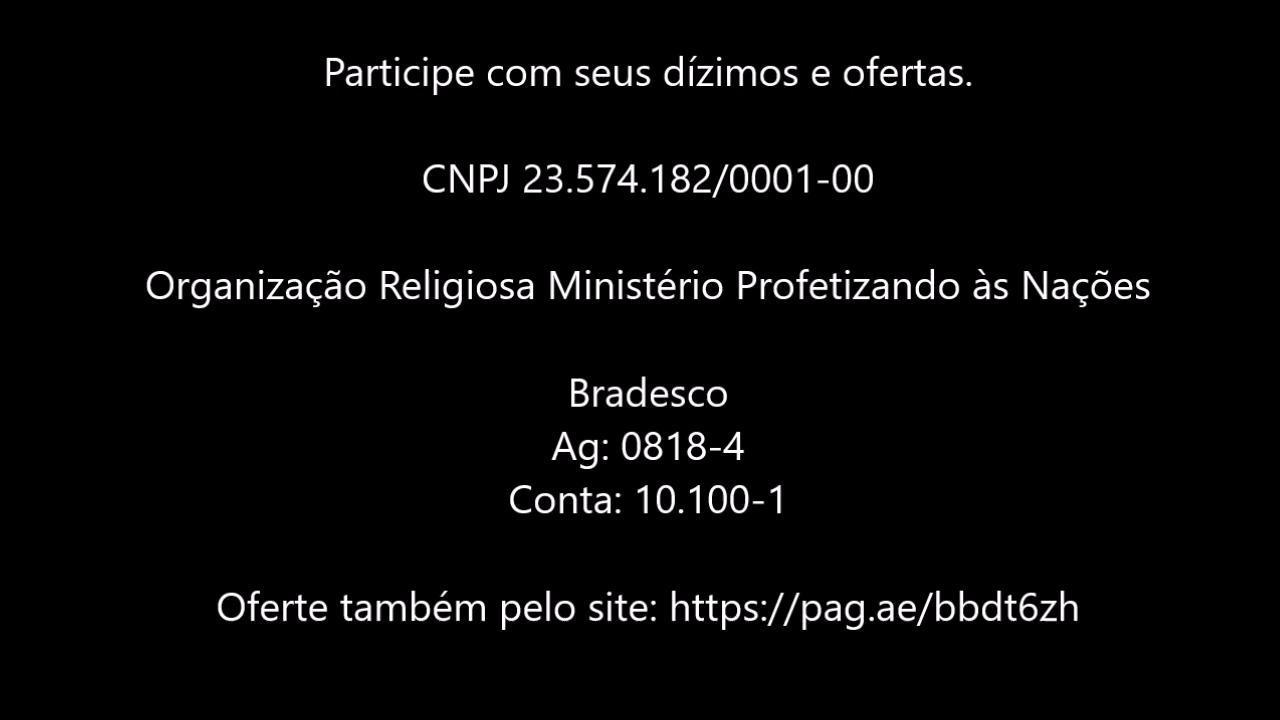 Participe com seus dízimos e ofertas.
CNPJ 23.574.182/0001-00
Organização Religiosa Ministério Profetizando às Nações
Bradesco
Ag: 0818-4
Conta: 10.100-1
Oferte também pelo site: https://pag.ae/bbdt6zh